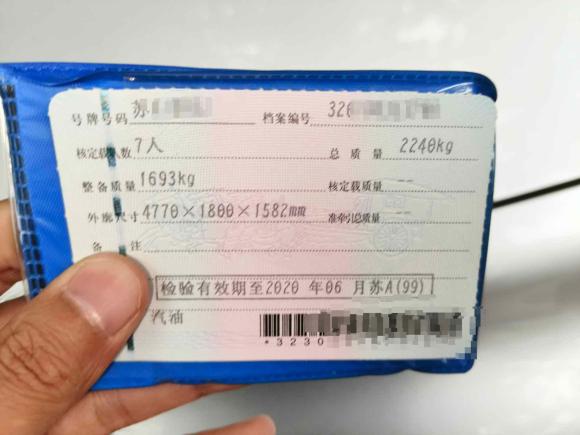 号牌号码 苏 档案编号 320
核定载人数 7人 总质量 2240kg
整备质量 1693kg 核定载质量 --
外廓尺寸 4770×1800×1582mm 准牵引总质量 --
备注
检验有效期至2020 年06 月苏A(99)
汽油
*3230